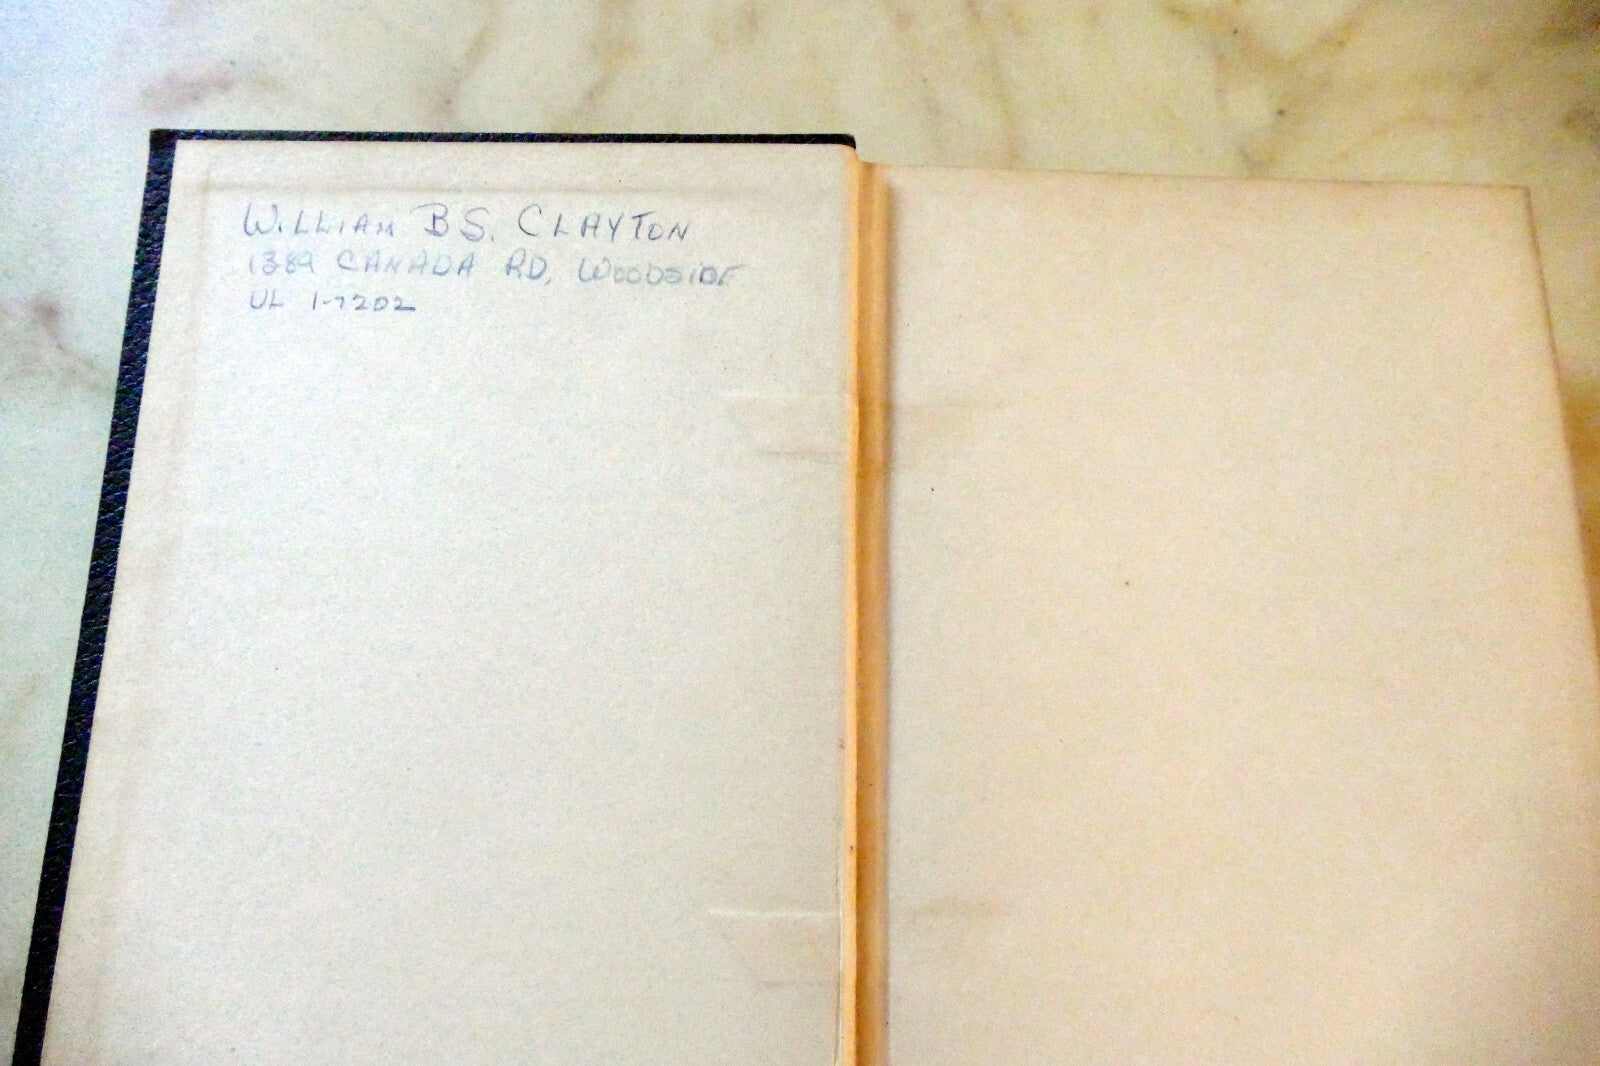 WILLIAM B S. CLAYTON
1389 CANADA RD, WOODSIDE
UL 1-7202